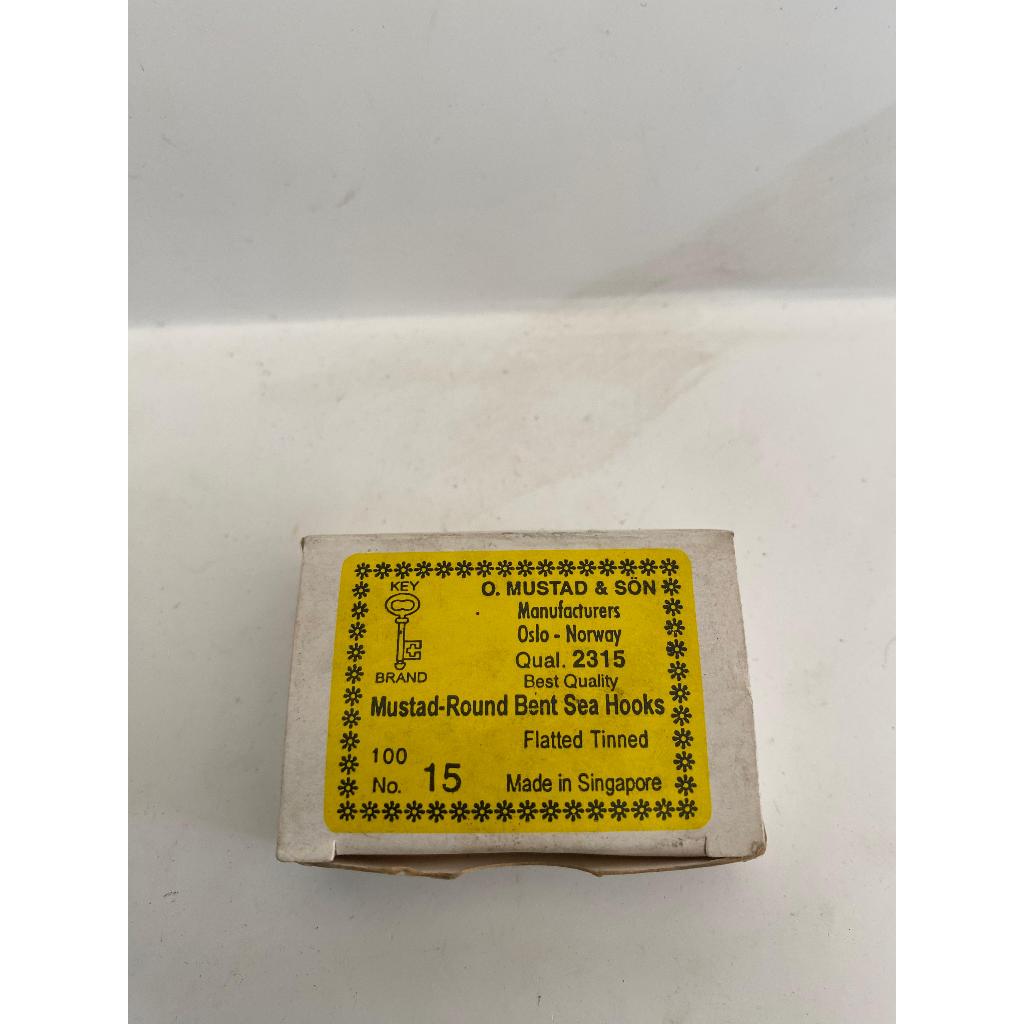 KEY
BRAND
O. MUSTAD & SÖN
Manufacturers
Oslo - Norway
Qual. 2315
Best Quality
Mustad-Round Bent Sea Hooks
Flatted Tinned
100
No. 15
Made in Singapore